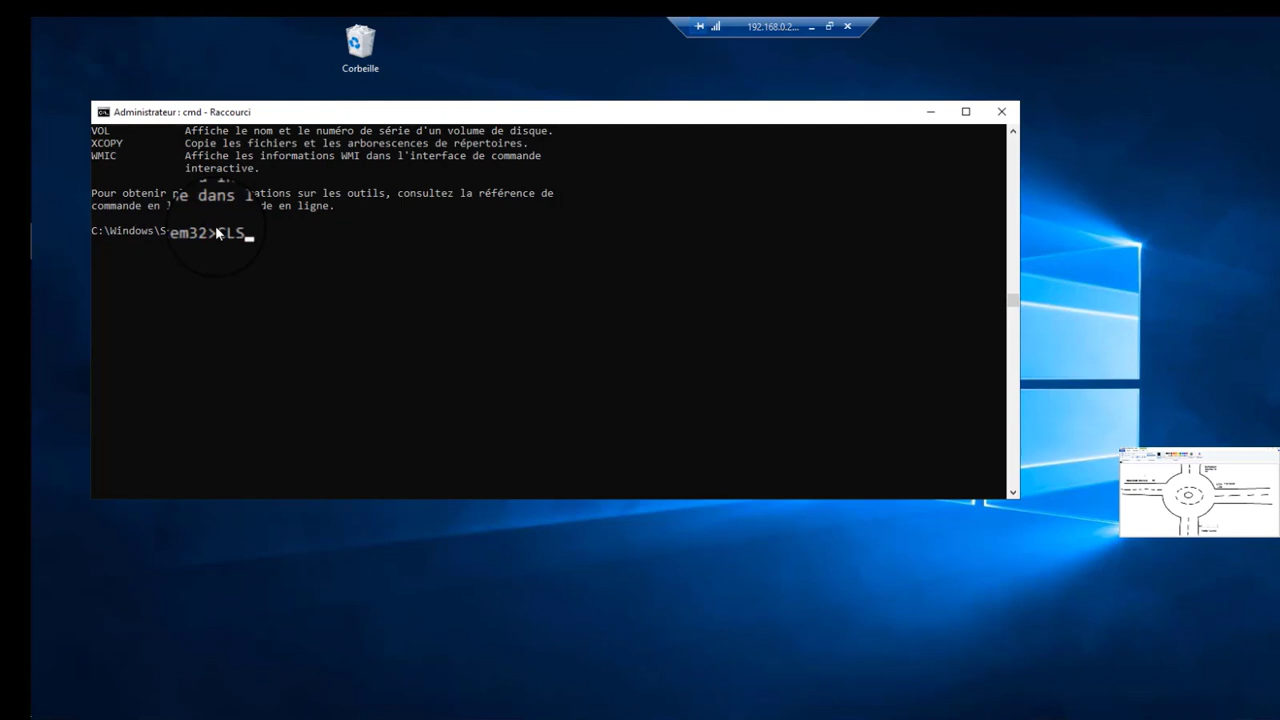 192.168.0.2...
Corbeille
Administrateur : cmd - Raccourci
VOL Affiche le nom et le numéro de série d'un volume de disque.
XCOPY Copie les fichiers et les arborescences de répertoires.
WMIC Affiche les informations WMI dans l'interface de commande
interactive.
Pour obtenir rations sur les outils, consultez la référence de
e dans l
commande en l de en ligne.
C:\Windows\S em32>CLS_